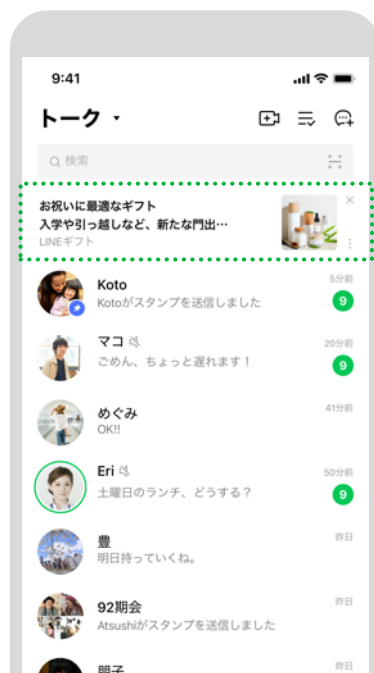 9:41
トーク
検索
お祝いに最適なギフト
入学や引っ越しなど、新たな門出…
LINEギフト
Koto
5分前
Kotoがスタンプを送信しました
9
マコ
20分前
ごめん、ちょっと遅れます！
9
めぐみ
41分前
OK!!
Eri
50分前
土曜日のランチ、どうする？
9
豊
昨日
明日持っていくね。
92期会
昨日
Atsushiがスタンプを送信しました
朋子
昨日